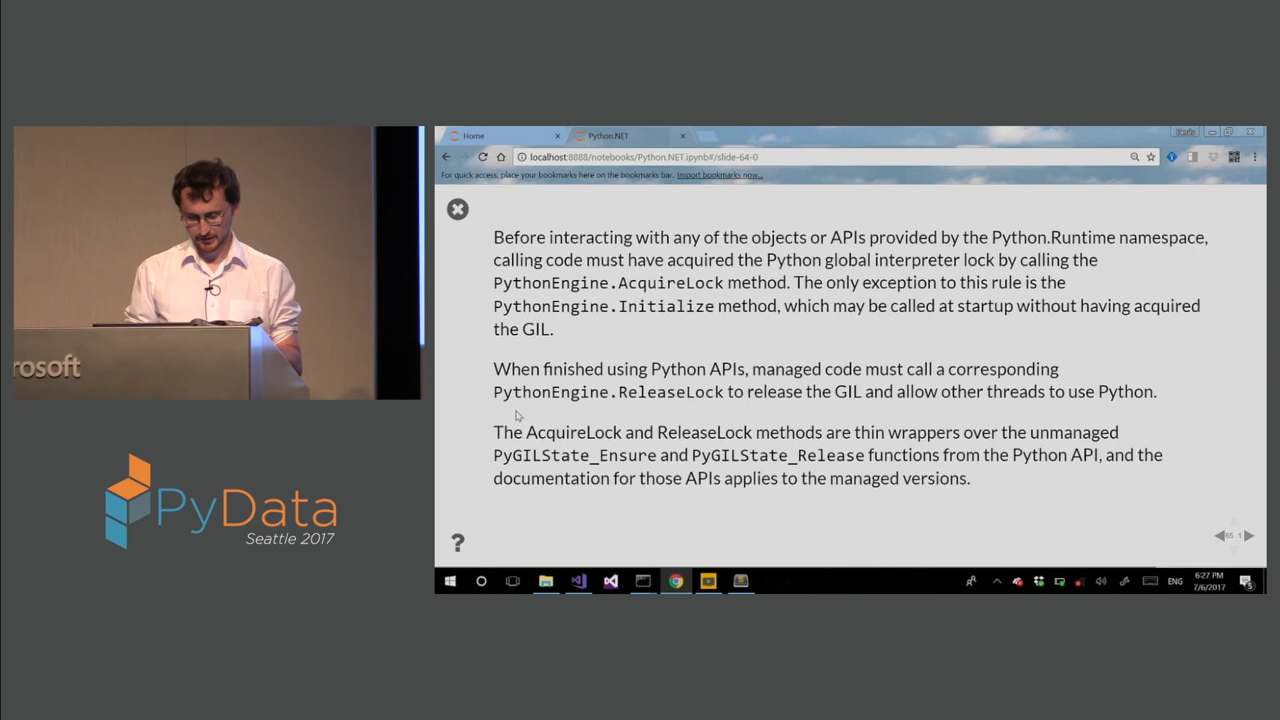 Home
Python.NET
Denis
localhost:8888/notebooks/Python.NET.ipynb#/slide-64-0
For quick access, place your bookmarks here on the bookmarks bar. Import bookmarks now...
Before interacting with any of the objects or APIs provided by the Python.Runtime namespace,
calling code must have acquired the Python global interpreter lock by calling the
PythonEngine.AcquireLock method. The only exception to this rule is the
PythonEngine.Initialize method, which may be called at startup without having acquired
the GIL.
When finished using Python APIs, managed code must call a corresponding
PythonEngine.ReleaseLock to release the GIL and allow other threads to use Python.
The AcquireLock and ReleaseLock methods are thin wrappers over the unmanaged
PyGILState_Ensure and PyGILState_Release functions from the Python API, and the
documentation for those APIs applies to the managed versions.
?
65.1
ENG
6:27 PM
7/6/2017
5
rosoft
PyData
Seattle 2017